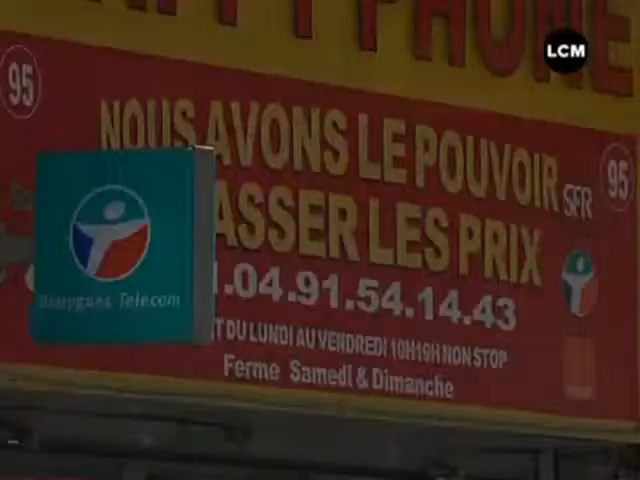 PHONE
LCM
95
NOUS AVONS LE POUVOIR
ASSER LES PRIX
SFR
95
.04.91.54.14.43
Bouygues Telecom
T DU LUNDI AU VENDREDI 10H19H NON STOP
Ferme Samedi & Dimanche